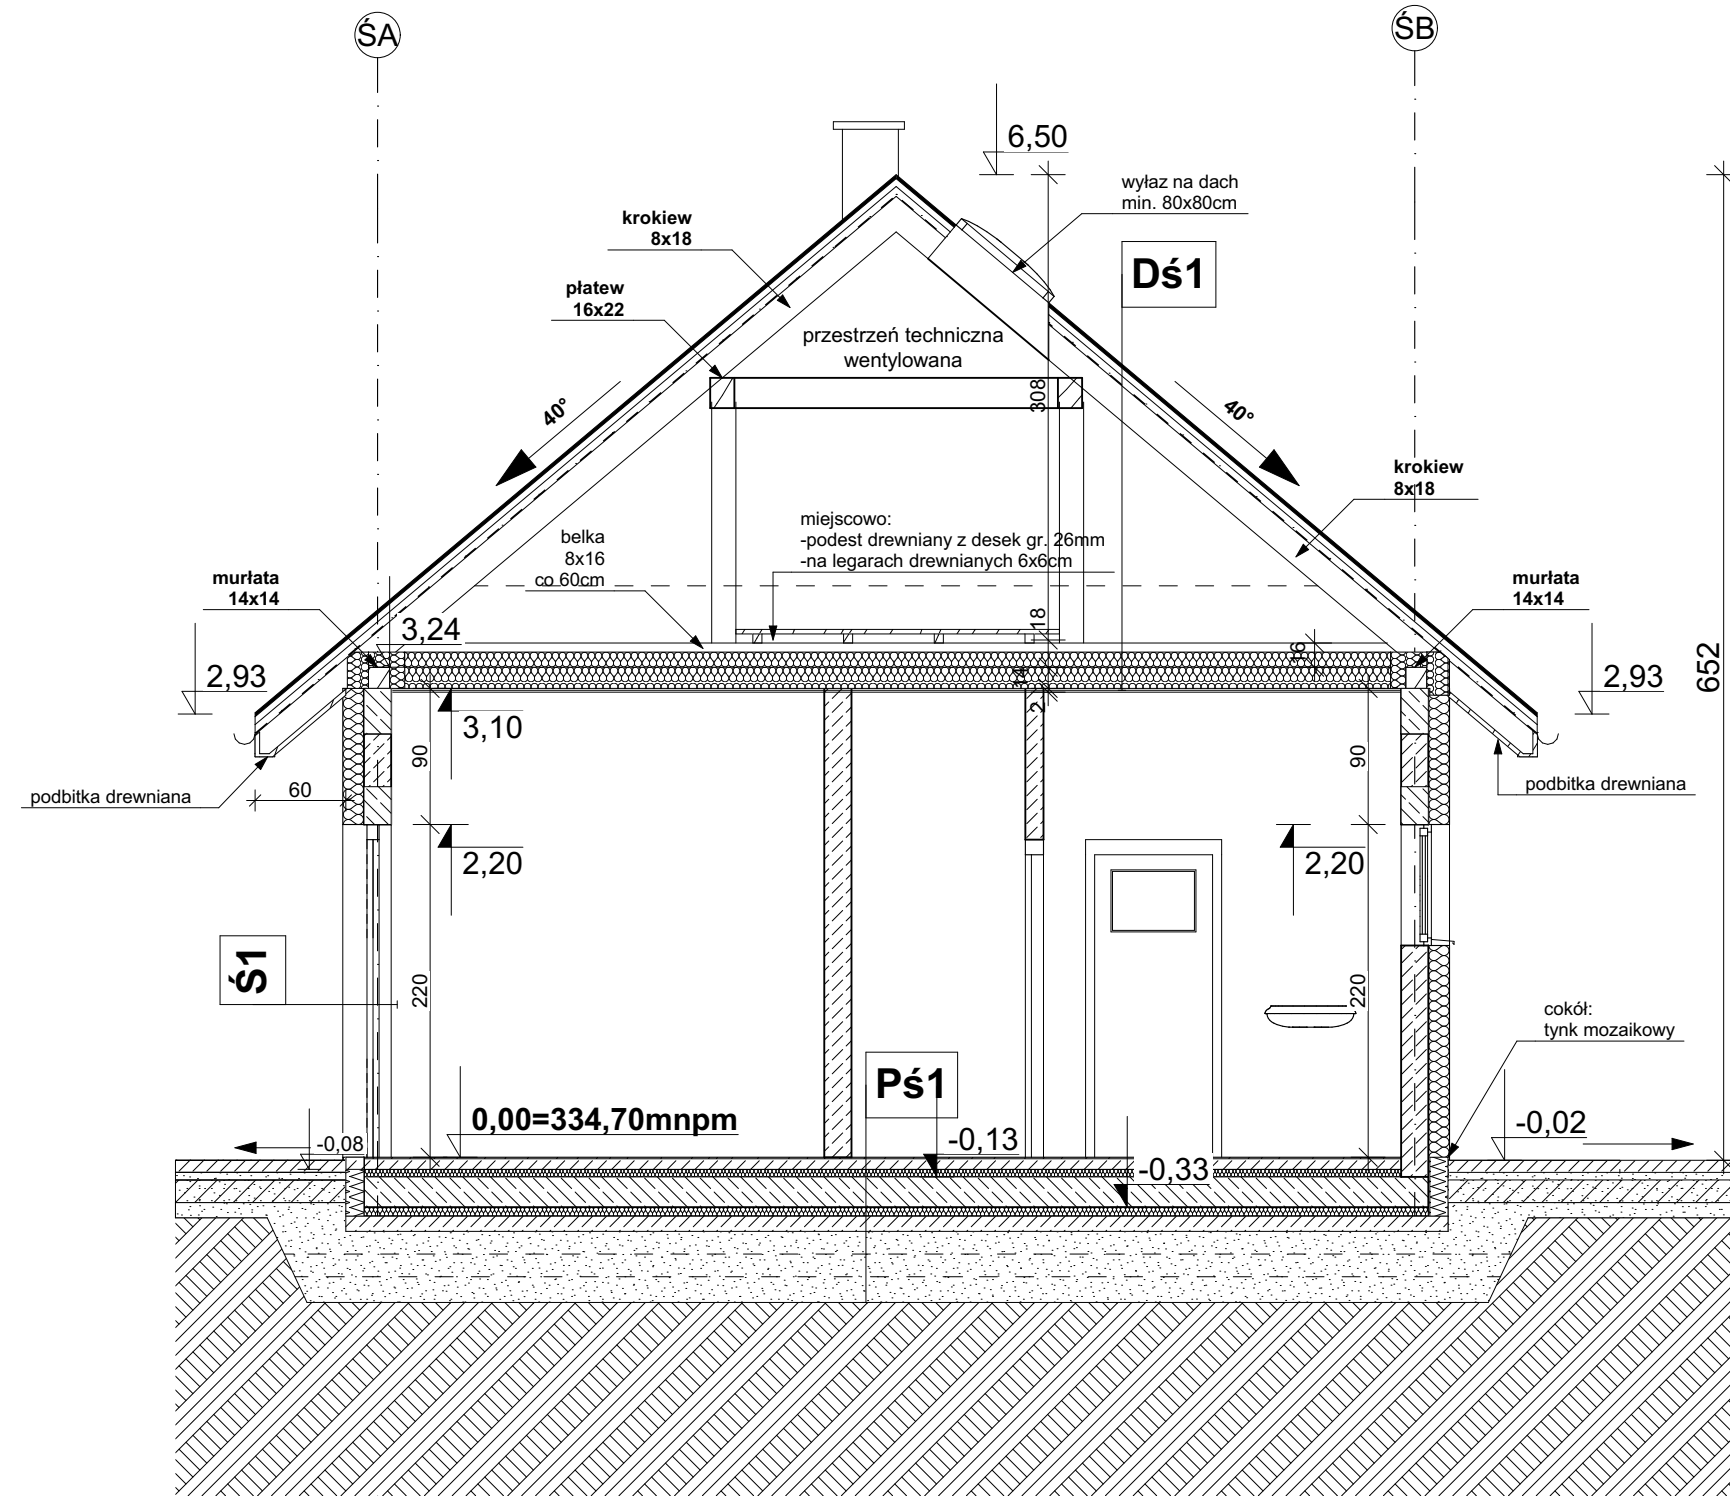 ŚA
ŚB
6,50
wyłaz na dach
min. 80x80cm
krokiew
8x18
Dś1
płatew
16x22
przestrzeń techniczna
wentylowana
308
40°
40°
krokiew
8x18
miejscowo:
-podest drewniany z desek gr. 26mm
-na legarach drewnianych 6x6cm
belka
8x16
co 60cm
murłata
14x14
murłata
14x14
18
3,24
16
14
2
2,93
2,93
652
3,10
90
90
60
podbitka drewniana
podbitka drewniana
2,20
2,20
Ś1
220
220
cokół:
tynk mozaikowy
Pś1
0,00=334,70mnpm
-0,08
-0,13
-0,02
-0,33